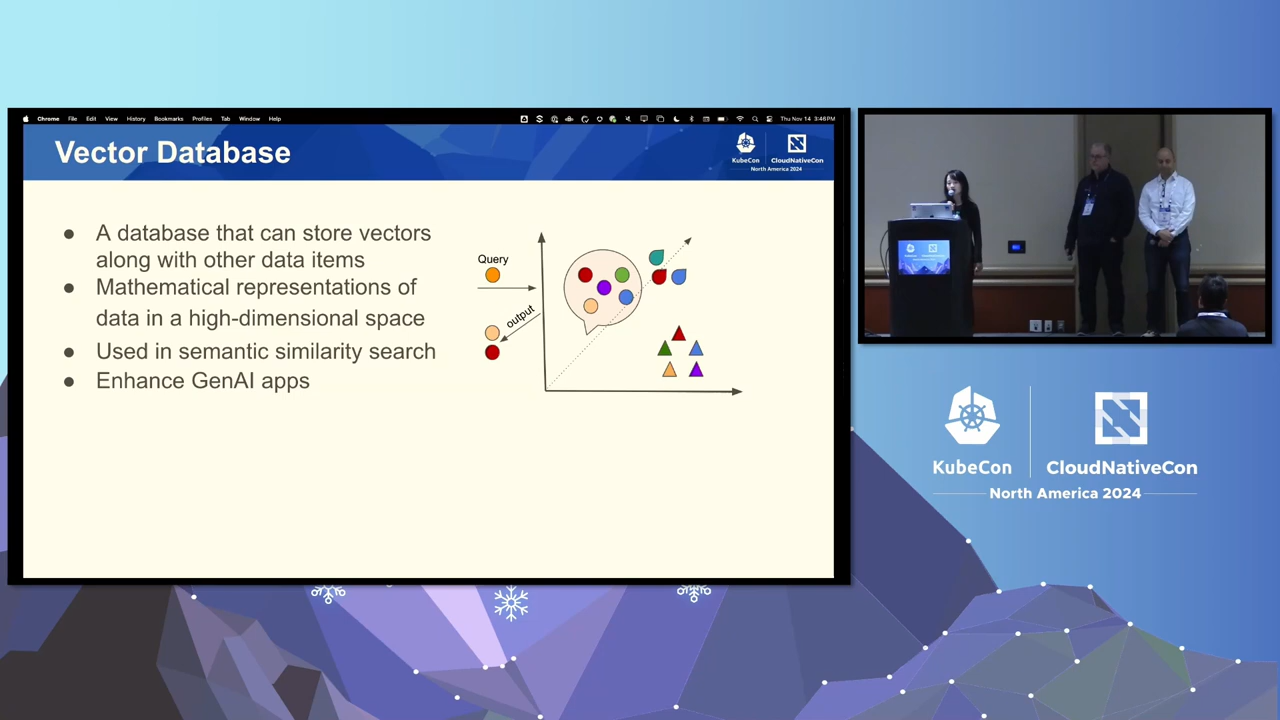 Chrome File Edit View History Bookmarks Profiles Tab Window Help
Thu Nov 14 3:46PM
Vector Database
KubeCon
CloudNativeCon
North America 2024
● A database that can store vectors
along with other data items
● Mathematical representations of
data in a high-dimensional space
● Used in semantic similarity search
● Enhance GenAI apps
Query
output
KubeCon
CloudNativeCon
North America 2024